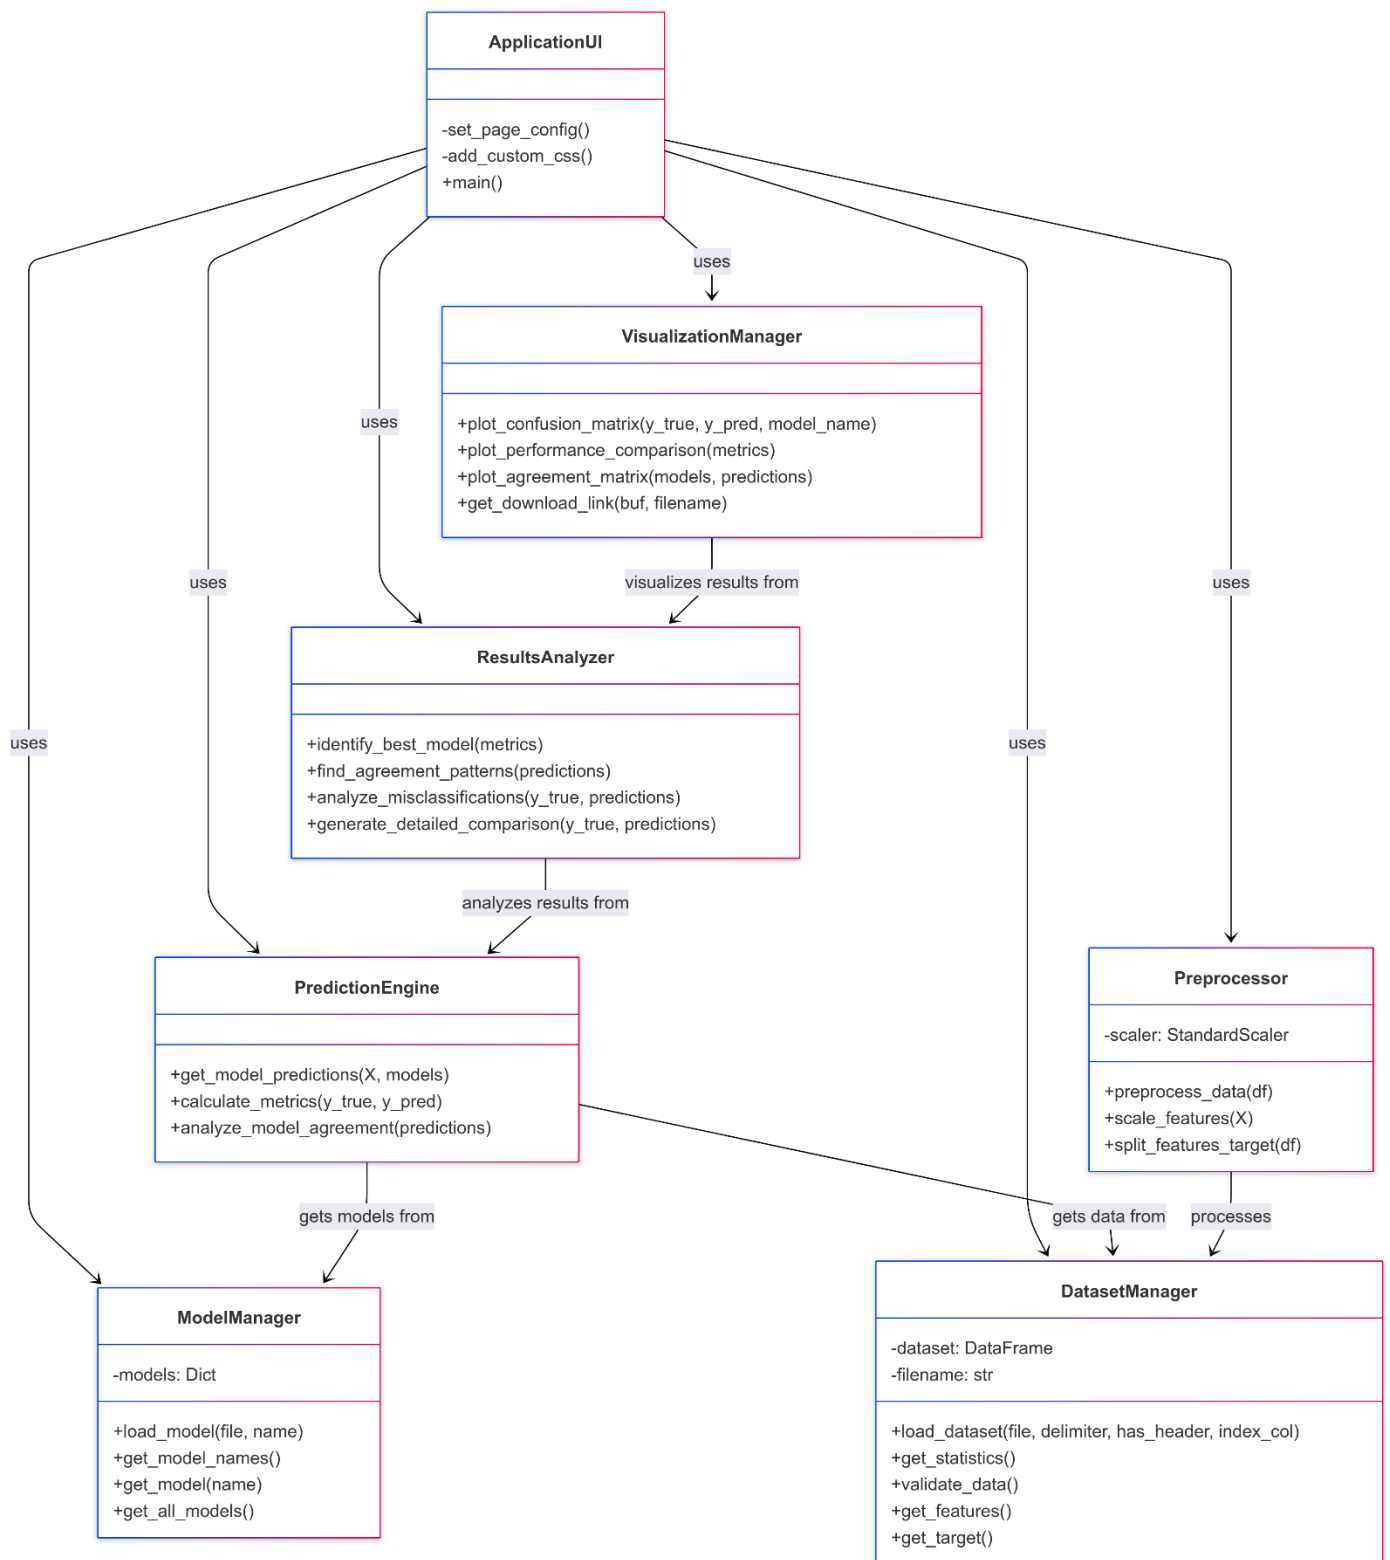 ApplicationUI
-set_page_config()
-add_custom_css()
+main()
uses
VisualizationManager
+plot_confusion_matrix(y_true, y_pred, model_name)
+plot_performance_comparison(metrics)
+plot_agreement_matrix(models, predictions)
+get_download_link(buf, filename)
uses
uses
visualizes results from
uses
ResultsAnalyzer
+identify_best_model(metrics)
+find_agreement_patterns(predictions)
+analyze_misclassifications(y_true, predictions)
+generate_detailed_comparison(y_true, predictions)
uses
uses
analyzes results from
PredictionEngine
+get_model_predictions(X, models)
+calculate_metrics(y_true, y_pred)
+analyze_model_agreement(predictions)
Preprocessor
-scaler: StandardScaler
+preprocess_data(df)
+scale_features(X)
+split_features_target(df)
gets models from
gets data from
processes
ModelManager
-models: Dict
+load_model(file, name)
+get_model_names()
+get_model(name)
+get_all_models()
DatasetManager
-dataset: DataFrame
-filename: str
+load_dataset(file, delimiter, has_header, index_col)
+get_statistics()
+validate_data()
+get_features()
+get_target()